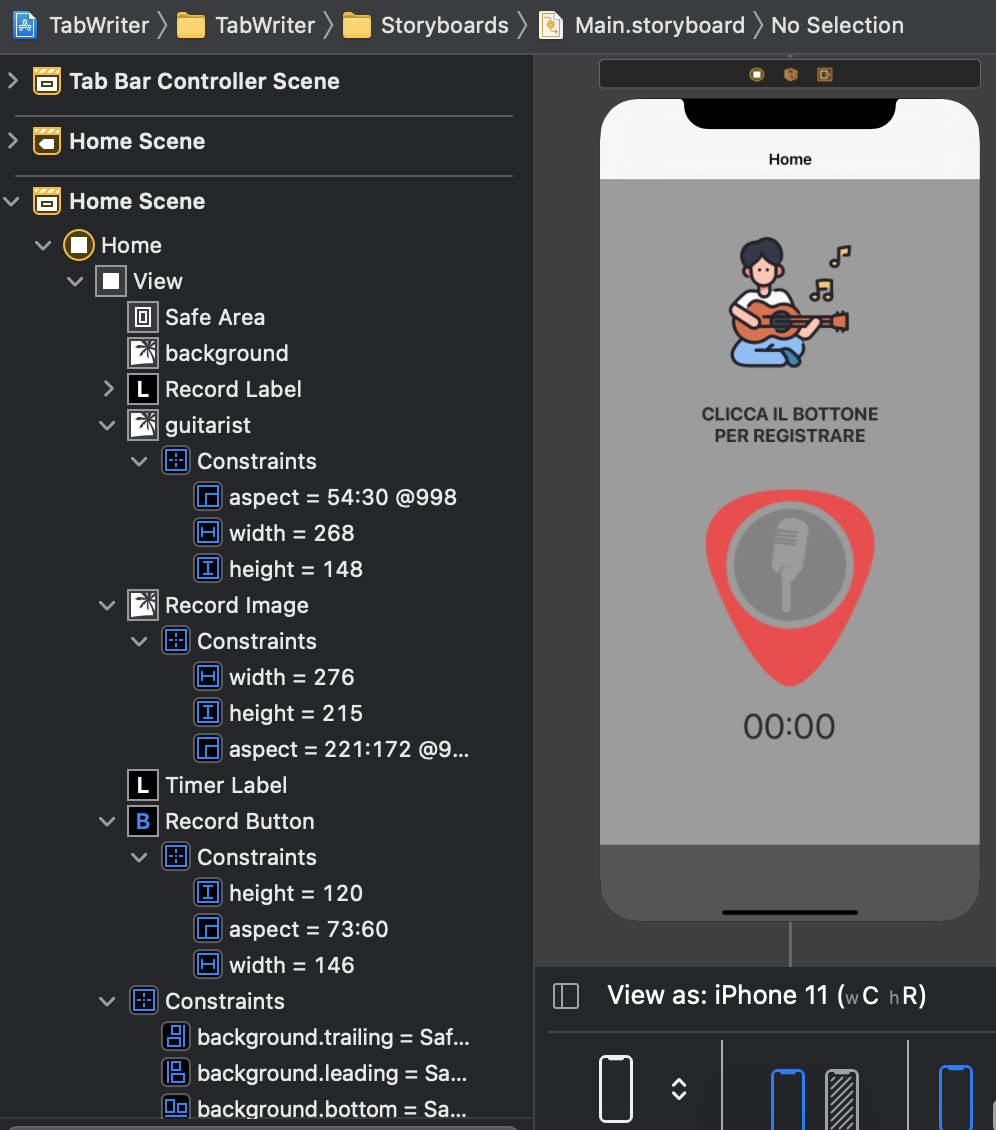 TabWriter TabWriter Storyboards Main.storyboard No Selection
Tab Bar Controller Scene
Home Scene
Home Scene
Home
View
Safe Area
background
L Record Label
guitarist
Constraints
aspect = 54:30 @998
width = 268
height = 148
Record Image
Constraints
width = 276
height = 215
aspect = 221:172 @9...
L Timer Label
B Record Button
Constraints
height = 120
aspect = 73:60
width = 146
Constraints
background.trailing = Saf...
background.leading = Sa...
background.bottom = Sa...
Home
CLICCA IL BOTTONE
PER REGISTRARE
00:00
View as: iPhone 11 (wC hR)